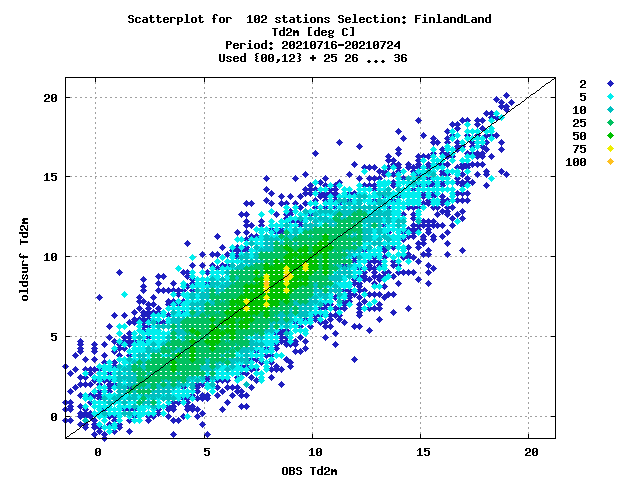 Scatterplot for  102 stations Selection: FinlandLand
Td2m [deg C]
Period: 20210716-20210724
Used {00,12} + 25 26 ... 36
2
5
10
25
50
75
100
20
15
10
5
0
oldsurf Td2m
0 5 10 15 20
OBS Td2m